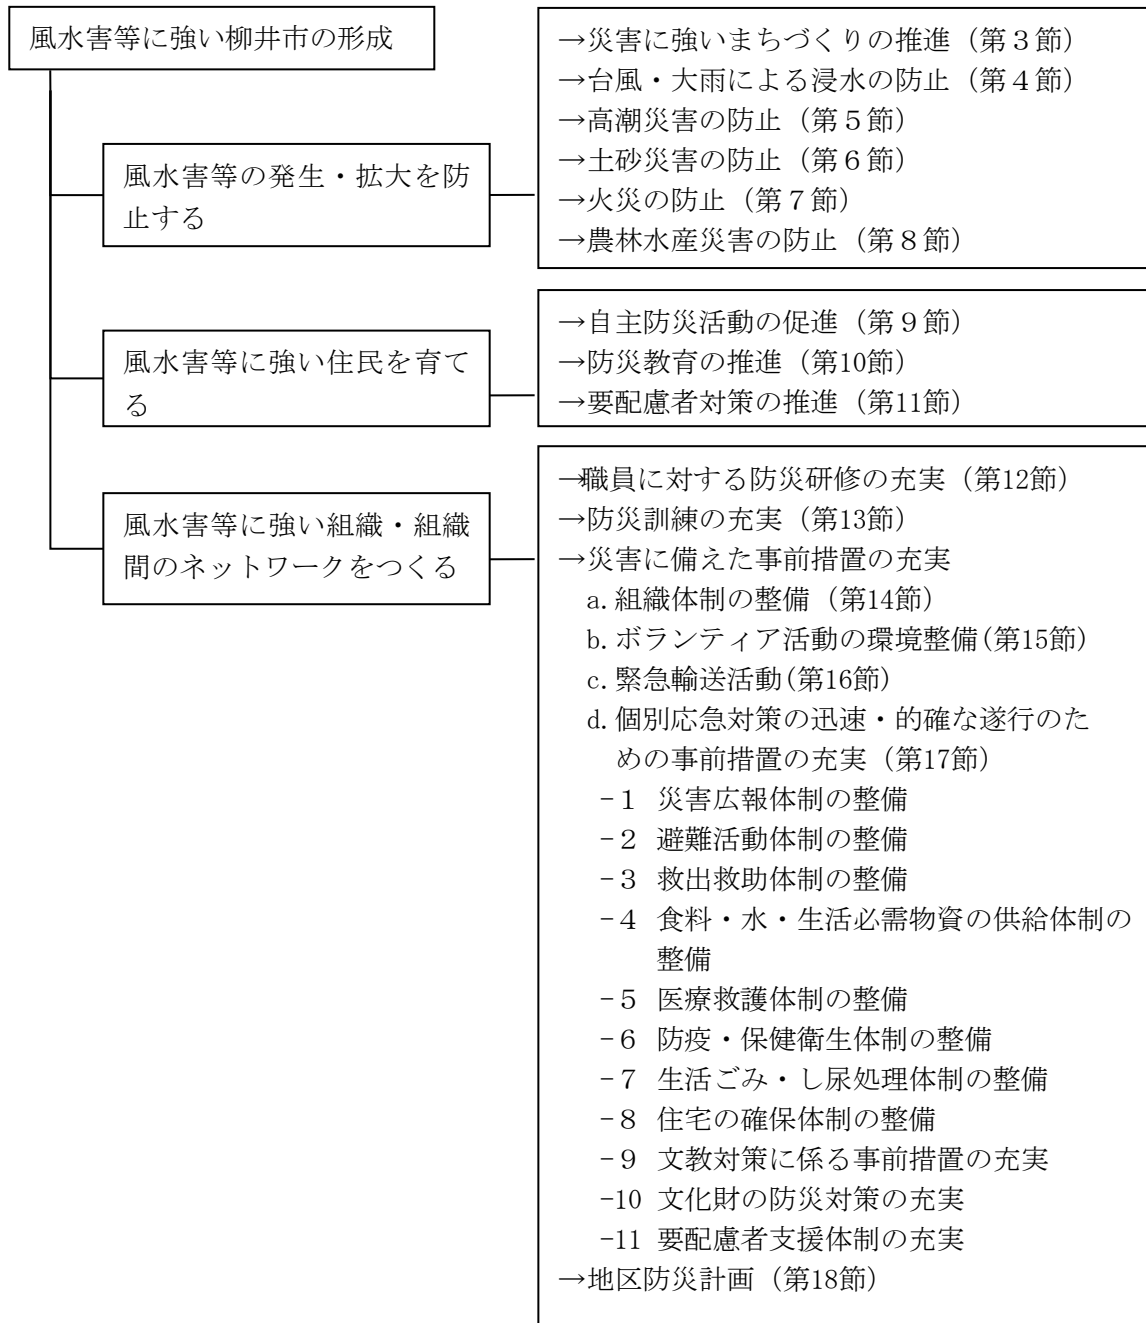 風水害等に強い柳井市の形成
風水害等の発生・拡大を防
止する
→災害に強いまちづくりの推進（第３節）
→台風・大雨による浸水の防止（第４節）
→高潮災害の防止（第５節）
→土砂災害の防止（第６節）
→火災の防止（第７節）
→農林水産災害の防止（第８節）
風水害等に強い住民を育て
る
→自主防災活動の促進（第９節）
→防災教育の推進（第10節）
→要配慮者対策の推進（第11節）
風水害等に強い組織・組織
間のネットワークをつくる
→職員に対する防災研修の充実（第12節）
→防災訓練の充実（第13節）
→災害に備えた事前措置の充実
a.組織体制の整備（第14節）
b.ボランティア活動の環境整備(第15節)
c.緊急輸送活動(第16節)
d.個別応急対策の迅速・的確な遂行のた
めの事前措置の充実（第17節）
-１ 災害広報体制の整備
-２ 避難活動体制の整備
-３ 救出救助体制の整備
-４ 食料・水・生活必需物資の供給体制の
整備
-５ 医療救護体制の整備
-６ 防疫・保健衛生体制の整備
-７ 生活ごみ・し尿処理体制の整備
-８ 住宅の確保体制の整備
-９ 文教対策に係る事前措置の充実
-10 文化財の防災対策の充実
-11 要配慮者支援体制の充実
→地区防災計画（第18節）